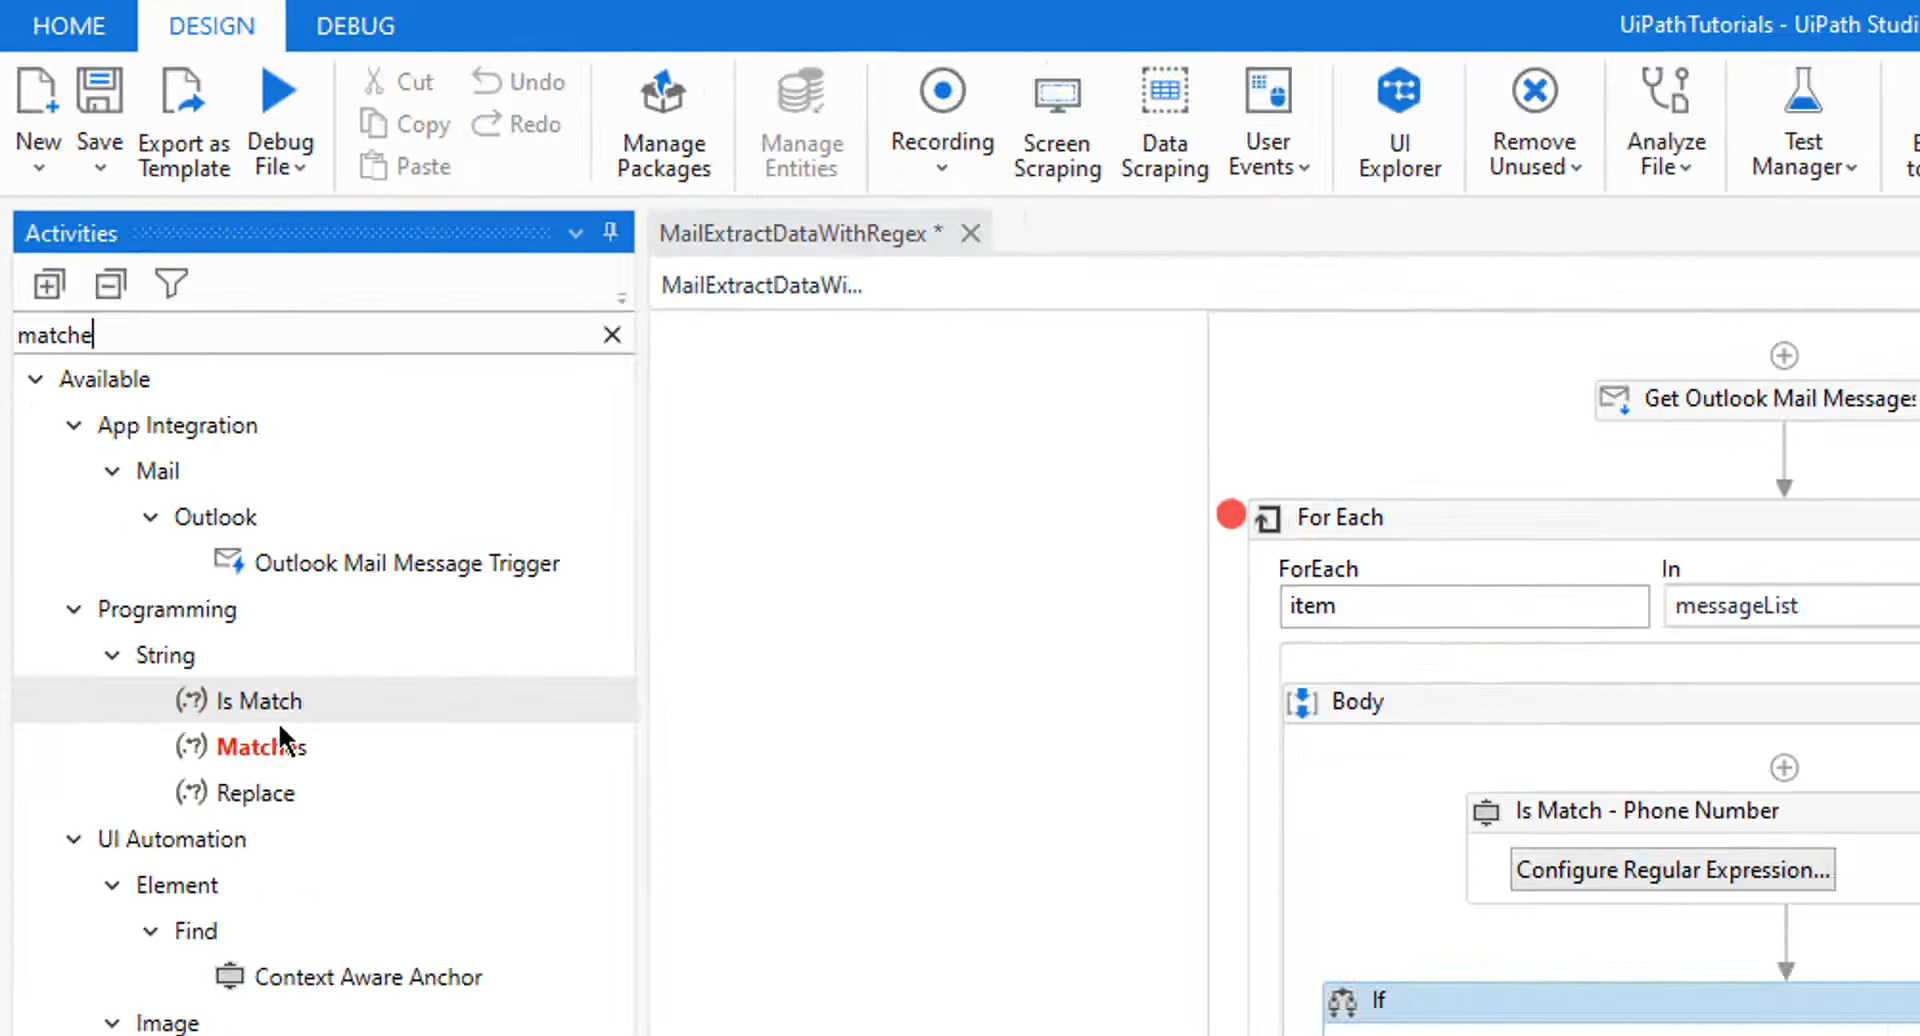 HOME DESIGN DEBUG UiPathTutorials - UiPath Studi
New Save Export as Template Debug File
Cut Undo
Copy Redo
Paste
Manage Packages
Manage Entities
Recording
Screen Scraping
Data Scraping
User Events
UI Explorer
Remove Unused
Analyze File
Test Manager
Activities
MailExtractDataWithRegex *
MailExtractDataWi...
matche
Available
App Integration
Mail
Outlook
Outlook Mail Message Trigger
Programming
String
Is Match
Matches
Replace
UI Automation
Element
Find
Context Aware Anchor
Image
Get Outlook Mail Messages
For Each
ForEach In
item messageList
Body
Is Match - Phone Number
Configure Regular Expression...
If